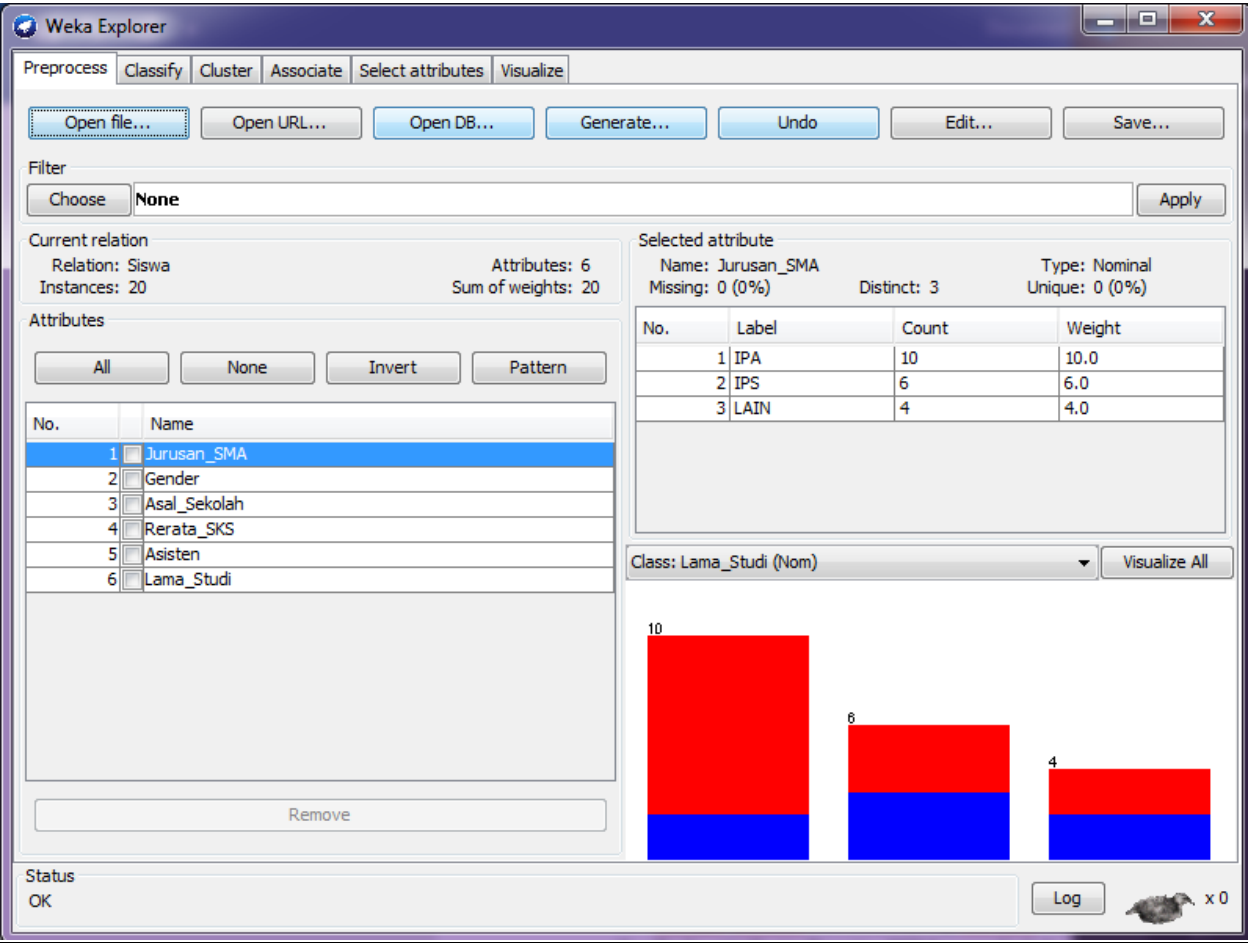 Weka Explorer
Preprocess Classify Cluster Associate Select attributes Visualize
Open file... Open URL... Open DB... Generate... Undo Edit... Save...
Filter
Choose None Apply
Current relation
Relation: Siswa Attributes: 6
Instances: 20 Sum of weights: 20
Attributes
All None Invert Pattern
No. Name
1 Jurusan_SMA
2 Gender
3 Asal_Sekolah
4 Rerata_SKS
5 Asisten
6 Lama_Studi
Remove
Selected attribute
Name: Jurusan_SMA Type: Nominal
Missing: 0 (0%) Distinct: 3 Unique: 0 (0%)
No. Label Count Weight
1 IPA 10 10.0
2 IPS 6 6.0
3 LAIN 4 4.0
Class: Lama_Studi (Nom) Visualize All
10
6
4
Status
OK
Log x 0